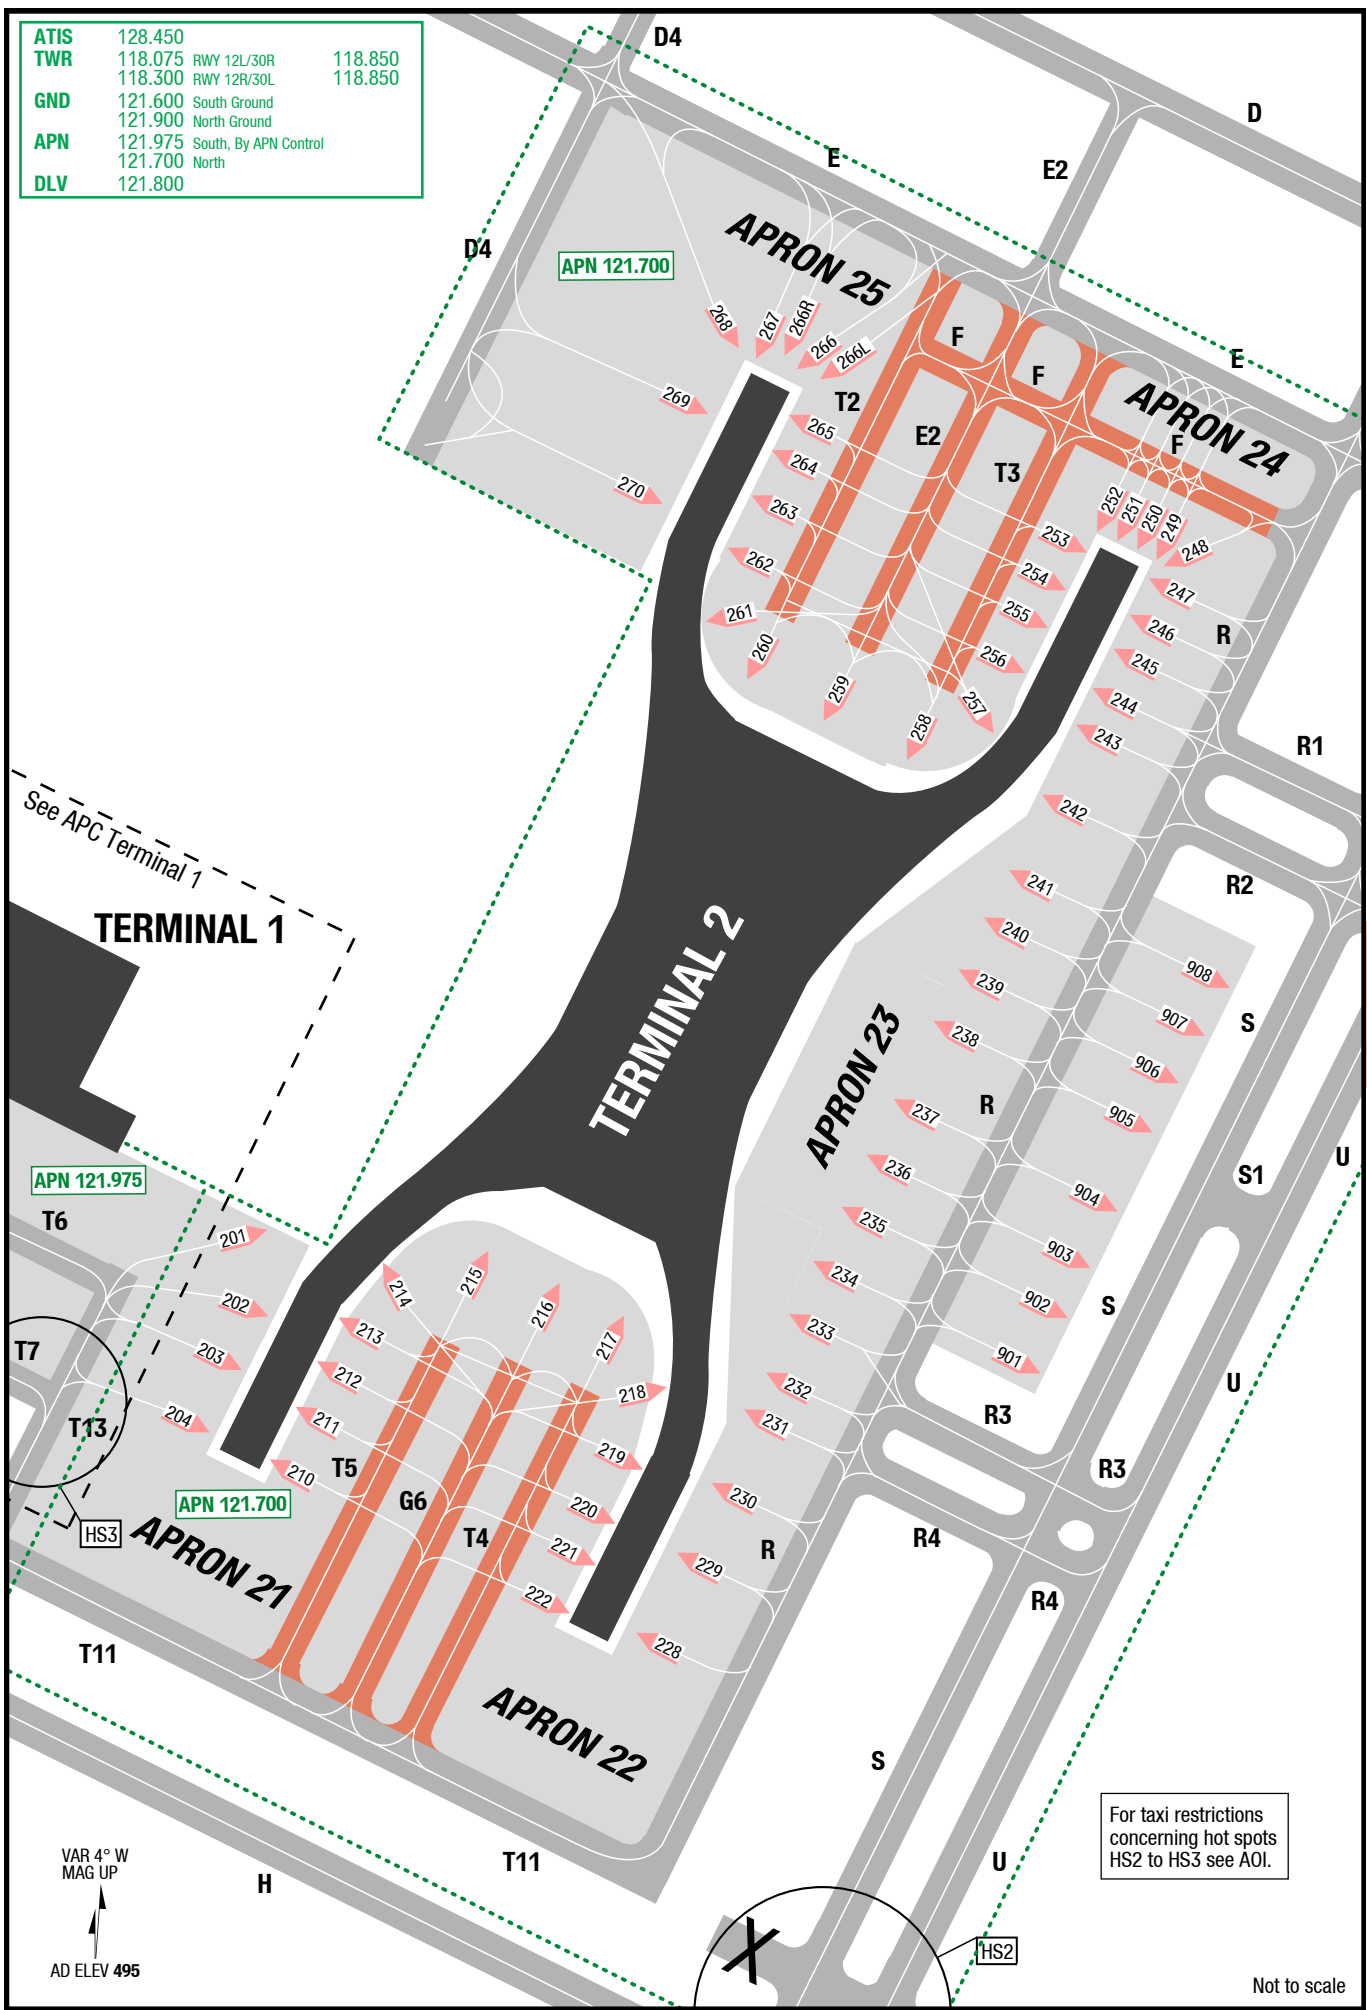 ATIS 128.450
TWR 118.075 RWY 12L/30R 118.850
118.300 RWY 12R/30L 118.850
GND 121.600 South Ground
121.900 North Ground
APN 121.975 South, By APN Control
121.700 North
DLV 121.800
D4
D
E
E2
D4
APN 121.700
APRON 25
268
267
266R
266
266L
F
F
E
APRON 24
F
269
T2
265
E2
264
T3
270
263
253
252
251
250
249
248
262
254
247
261
255
246
R
260
256
245
259
257
244
258
243
R1
242
See APC Terminal 1
TERMINAL 1
TERMINAL 2
241
R2
240
908
239
907
S
238
APRON 23
906
237
R
905
U
236
S1
904
APN 121.975
T6
235
201
903
234
202
902
S
214
215
216
213
217
233
T7
203
901
212
218
232
U
204
T13
211
231
R3
219
210
T5
R3
G6
230
APN 121.700
220
T4
HS3
APRON 21
221
R
R4
229
222
R4
T11
228
APRON 22
S
For taxi restrictions
concerning hot spots
HS2 to HS3 see AOI.
VAR 4° W
MAG UP
T11
U
H
X
HS2
AD ELEV 495
Not to scale